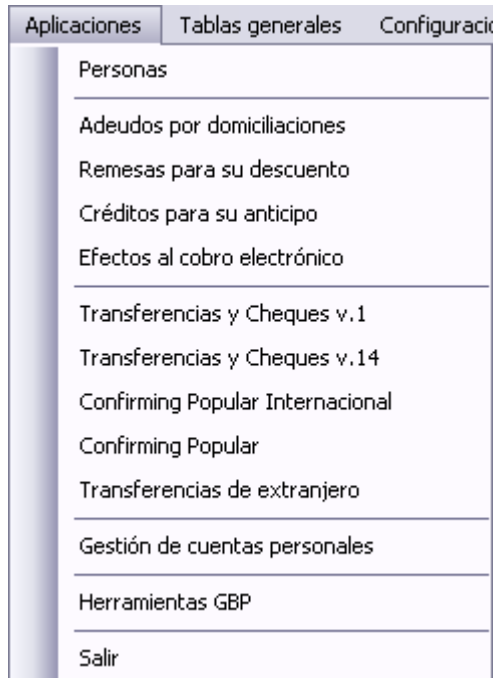 Aplicaciones Tablas generales Configuració
Personas
Adeudos por domiciliaciones
Remesas para su descuento
Créditos para su anticipo
Efectos al cobro electrónico
Transferencias y Cheques v.1
Transferencias y Cheques v.14
Confirming Popular Internacional
Confirming Popular
Transferencias de extranjero
Gestión de cuentas personales
Herramientas GBP
Salir